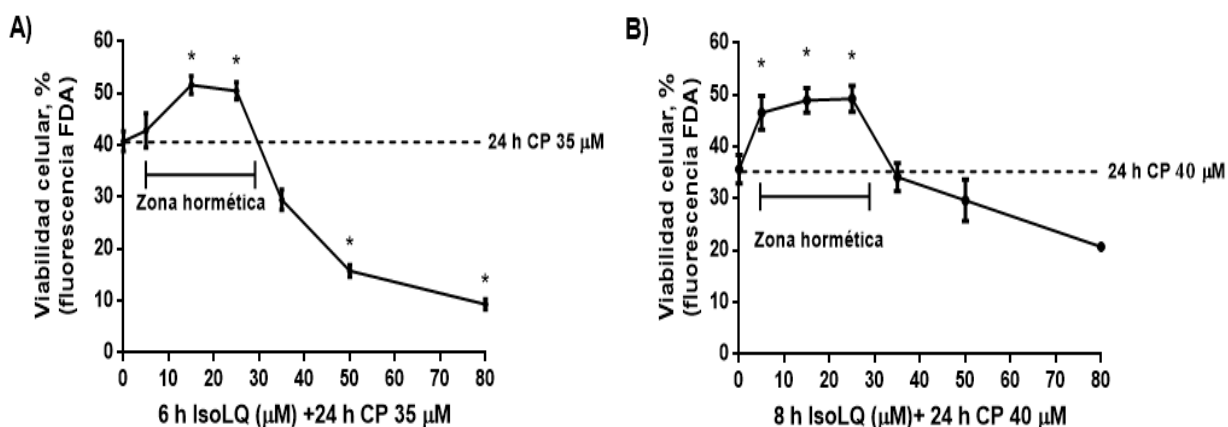 A)
Viabilidad celular, %
(fluorescencia FDA)
60
50
40
30
20
10
0
* *
24 h CP 35 µM
Zona hormética
*
*
0 10 20 30 40 50 60 70 80
6 h IsoLQ (µM) +24 h CP 35 µM
B)
Viabilidad celular, %
(fluorescencia FDA)
60
50
40
30
20
10
0
* * *
24 h CP 40 µM
Zona hormética
0 10 20 30 40 50 60 70 80
8 h IsoLQ (µM)+ 24 h CP 40 µM